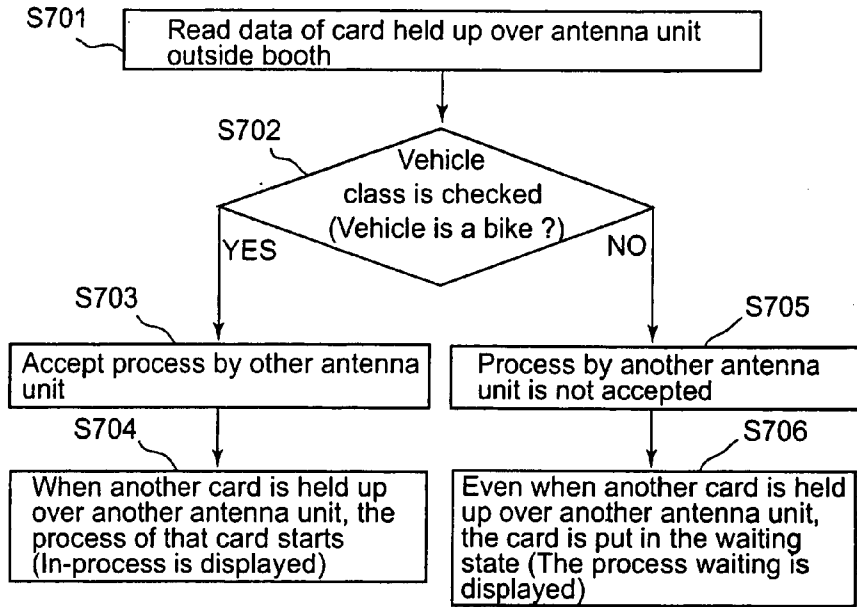 S701
Read data of card held up over antenna unit
outside booth
S702
Vehicle
class is checked
(Vehicle is a bike ?)
YES
NO
S703
Accept process by other antenna
unit
S705
Process by another antenna
unit is not accepted
S704
When another card is held up
over another antenna unit, the
process of that card starts
(In-process is displayed)
S706
Even when another card is held
up over another antenna unit,
the card is put in the waiting
state (The process waiting is
displayed)